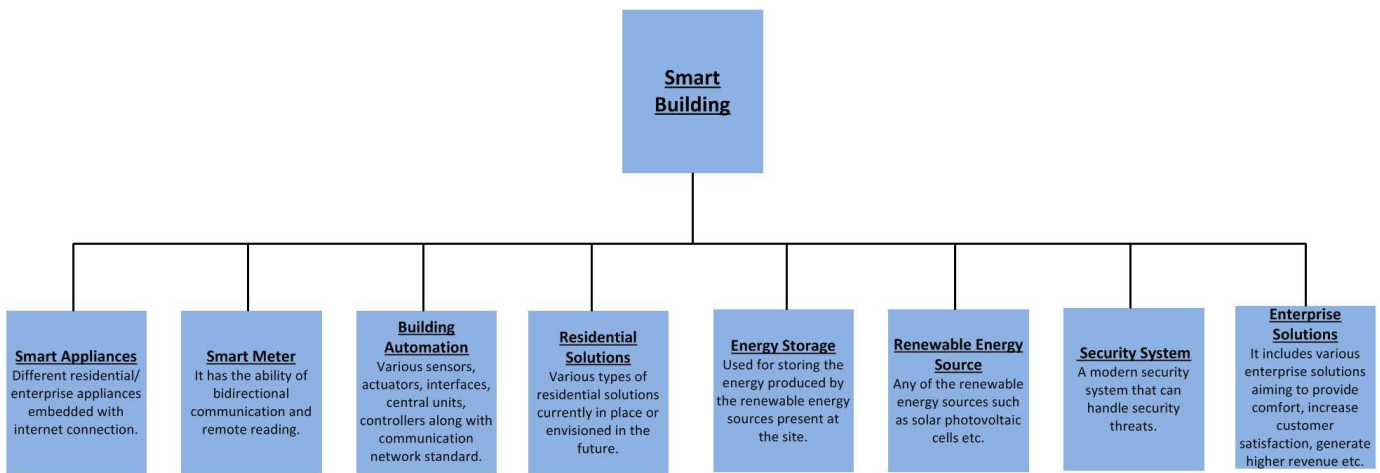 Smart
Building
Smart Appliances
Different residential/
enterprise appliances
embedded with
internet connection.
Smart Meter
It has the ability of
bidirectional
communication and
remote reading.
Building
Automation
Various sensors,
actuators, interfaces,
central units,
controllers along with
communication
network standard.
Residential
Solutions
Various types of
residential solutions
currently in place or
envisioned in the
future.
Energy Storage
Used for storing the
energy produced by
the renewable energy
sources present at
the site.
Renewable Energy
Source
Any of the renewable
energy sources such
as solar photovoltaic
cells etc.
Security System
A modern security
system that can
handle security
threats.
Enterprise
Solutions
It includes various
enterprise solutions
aiming to provide
comfort, increase
customer
satisfaction, generate
higher revenue etc.